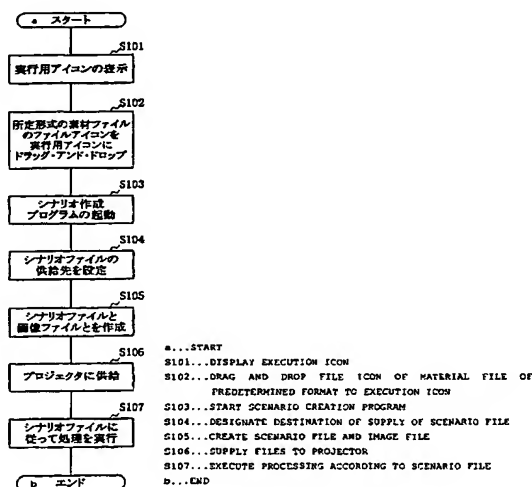 a スタート
S101
実行用アイコンの表示
S102
所定形式の素材ファイル
のファイルアイコンを
実行用アイコンに
ドラッグ・アンド・ドロップ
S103
シナリオ作成
プログラムの起動
S104
シナリオファイルの
供給先を設定
S105
シナリオファイルと
画像ファイルとを作成
S106
プロジェクタに供給
S107
シナリオファイルに
従って処理を実行
b エンド
a...START
S101...DISPLAY EXECUTION ICON
S102...DRAG AND DROP FILE ICON OF MATERIAL FILE OF
PREDETERMINED FORMAT TO EXECUTION ICON
S103...START SCENARIO CREATION PROGRAM
S104...DESIGNATE DESTINATION OF SUPPLY OF SCENARIO FILE
S105...CREATE SCENARIO FILE AND IMAGE FILE
S106...SUPPLY FILES TO PROJECTOR
S107...EXECUTE PROCESSING ACCORDING TO SCENARIO FILE
b...END